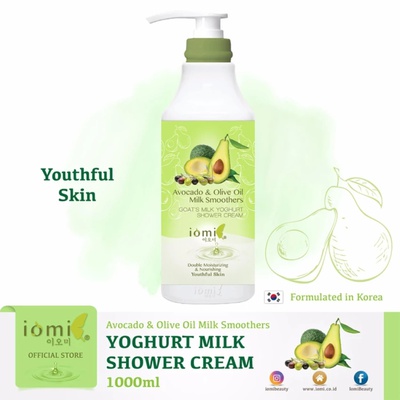 Youthful
Skin
Avocado & Olive Oil
Milk Smoothers
GOAT'S MILK YOGHURT
SHOWER CREAM
iomi
이오미
Double Moisturizing
& Nourishing
Youthful Skin
iomi
Formulated in Korea
iomi
이오미
OFFICIAL STORE
Avocado & Olive Oil Milk Smoothers
YOGHURT MILK
SHOWER CREAM
1000ml
iomiBeauty
www.iomi.co.id
iomibeauty